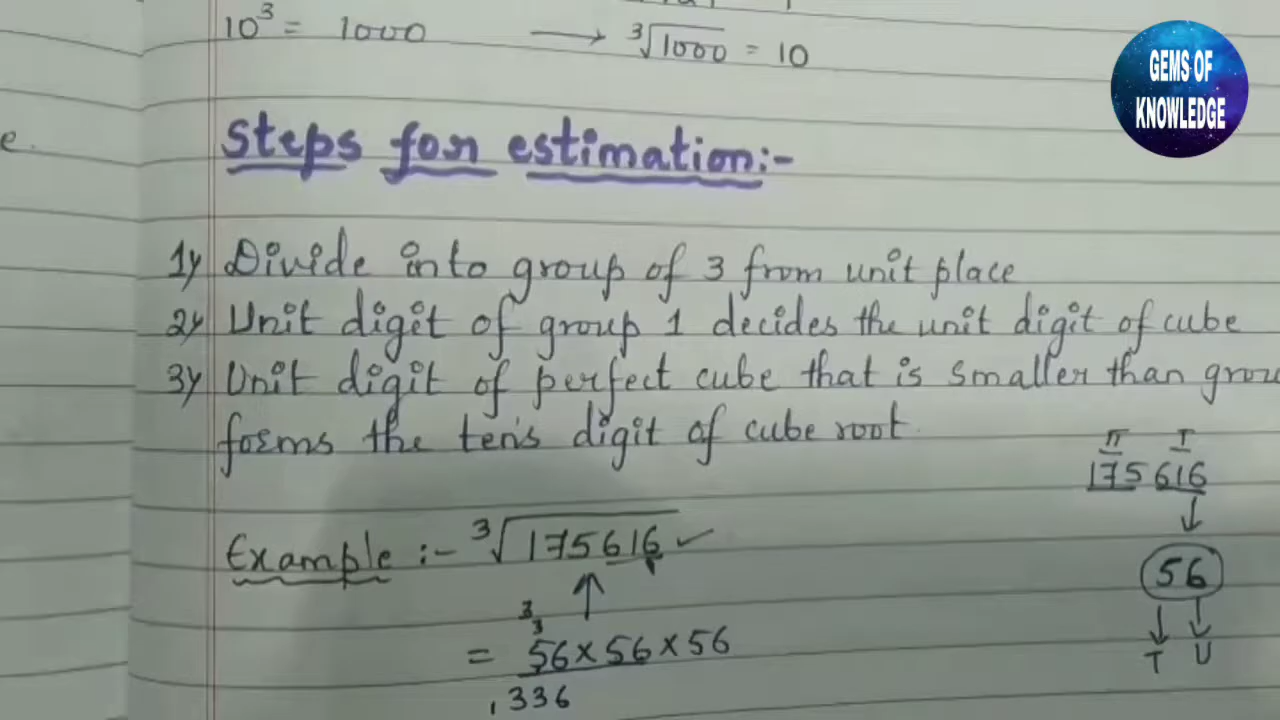 10³ = 1000 → ³√1000 = 10
GEMS OF
KNOWLEDGE
e.
Steps for estimation:-
1) Divide into group of 3 from unit place
2) Unit digit of group 1 decides the unit digit of cube
3) Unit digit of perfect cube that is smaller than grou
forms the ten's digit of cube root.
II I
175 616
Example :- ³√175616 ✓
↓
56
↑
3
3
= 56×56×56
↓ ↓
T U
336